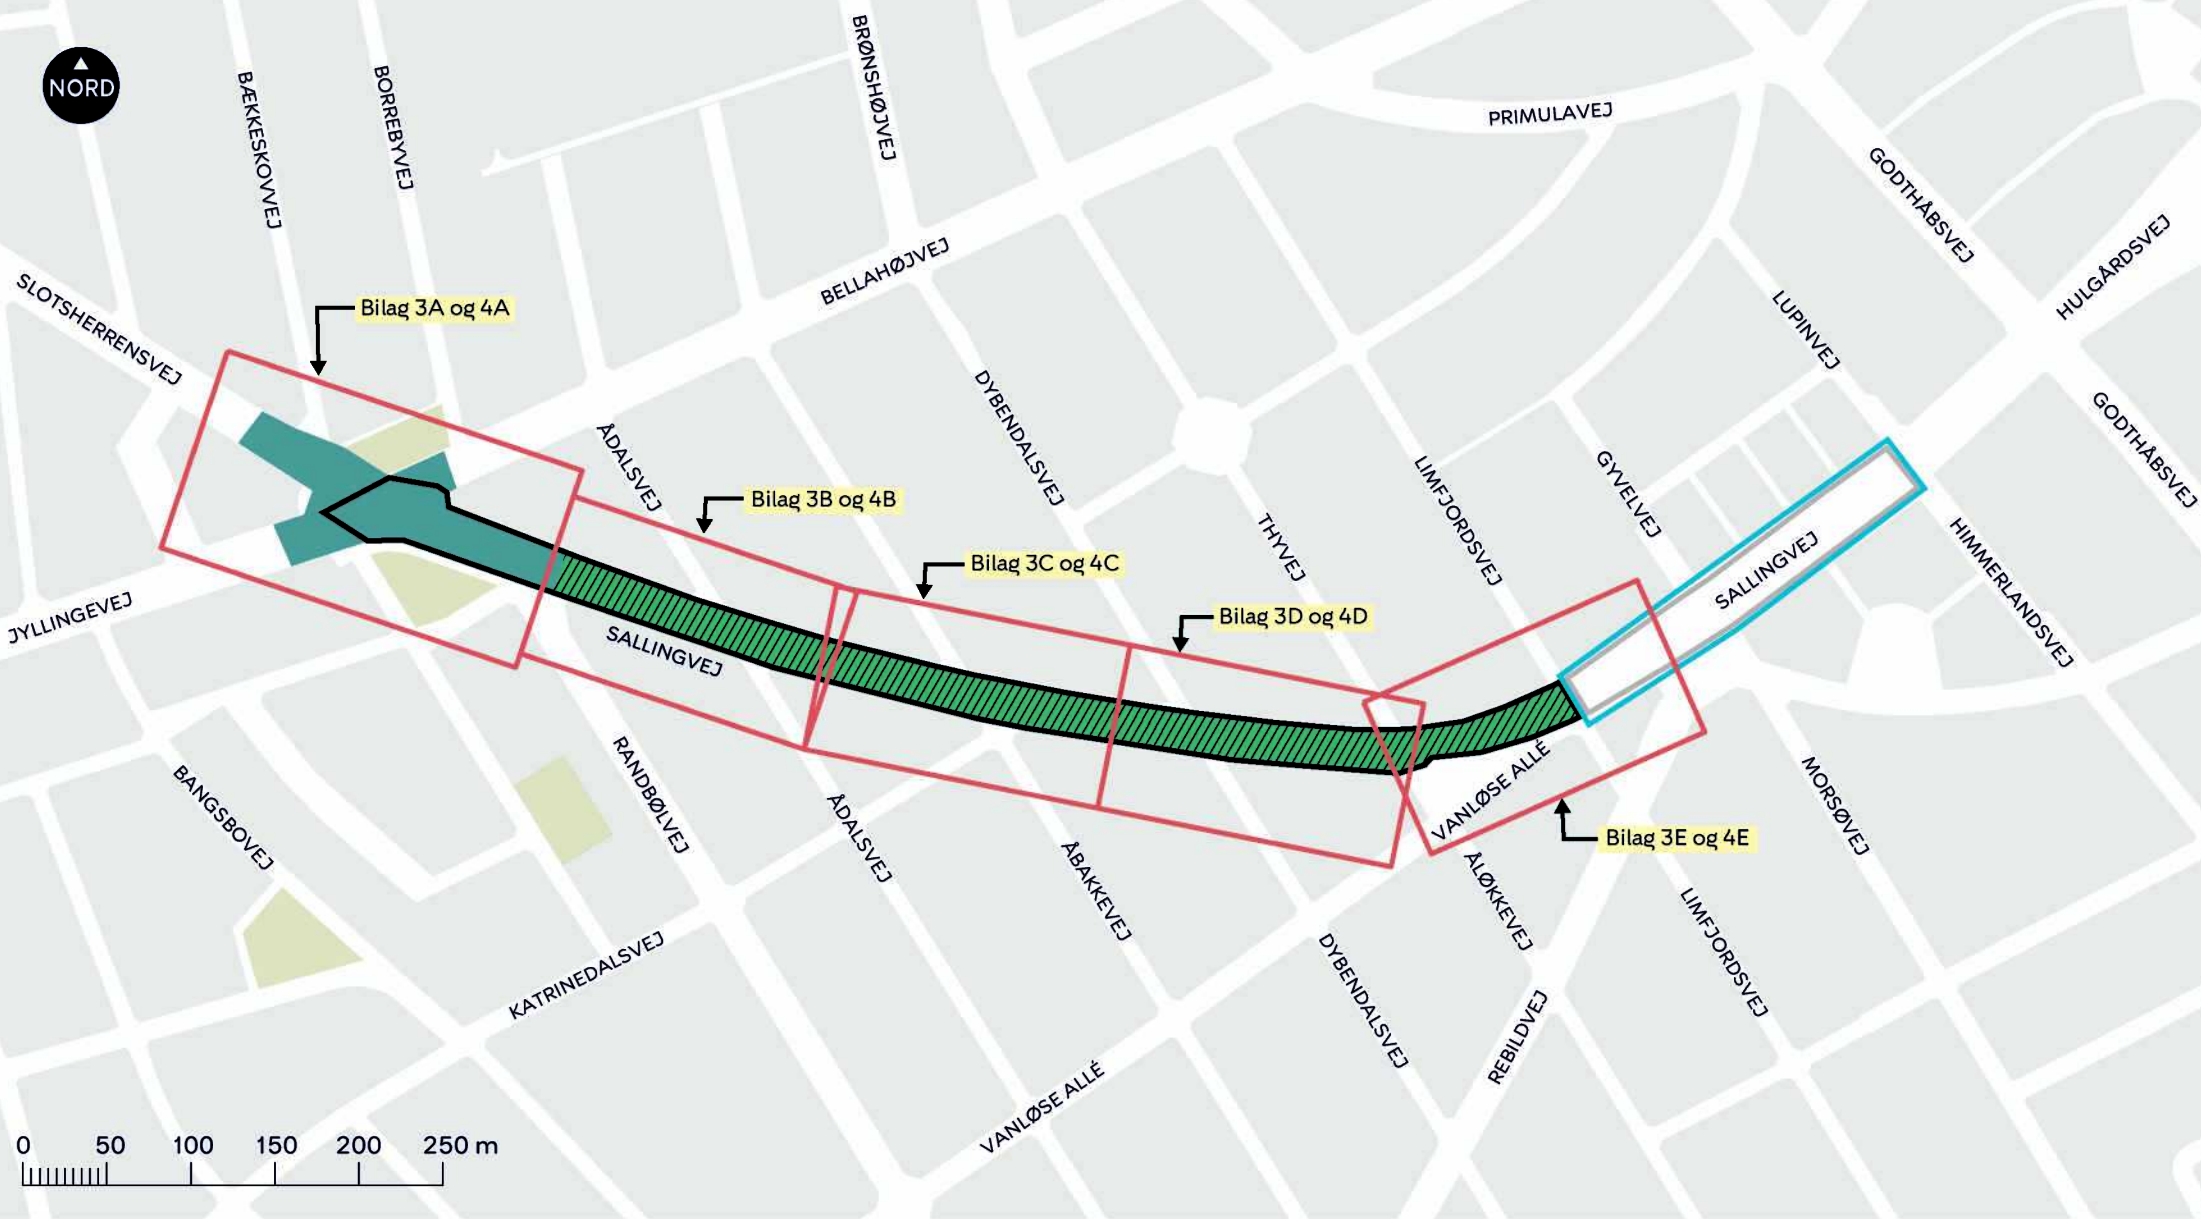 NORD
BÆKKESKOVVEJ
BORREBYVEJ
BRØNSHØJVEJ
PRIMULAVEJ
GODTHÅBSVEJ
HULGÅRDSVEJ
SLOTSHERRENSVEJ
BELLAHØJVEJ
LUPINVEJ
Bilag 3A og 4A
DYBENDALSVEJ
GODTHÅBSVEJ
ÅDALSVEJ
LIMFJORDSVEJ
GYVELVEJ
Bilag 3B og 4B
THYVEJ
HIMMERLANDSVEJ
SALLINGVEJ
Bilag 3C og 4C
JYLLINGEVEJ
Bilag 3D og 4D
SALLINGVEJ
RANDBØLVEJ
BANGSBOVEJ
VANLØSE ALLÉ
MORSØVEJ
ÅDALSVEJ
Bilag 3E og 4E
ÅBAKKEVEJ
ÅLØKKEVEJ
LIMFJORDSVEJ
KATRINEDALSVEJ
DYBENDALSVEJ
REBILDVEJ
VANLØSE ALLÉ
0 50 100 150 200 250 m